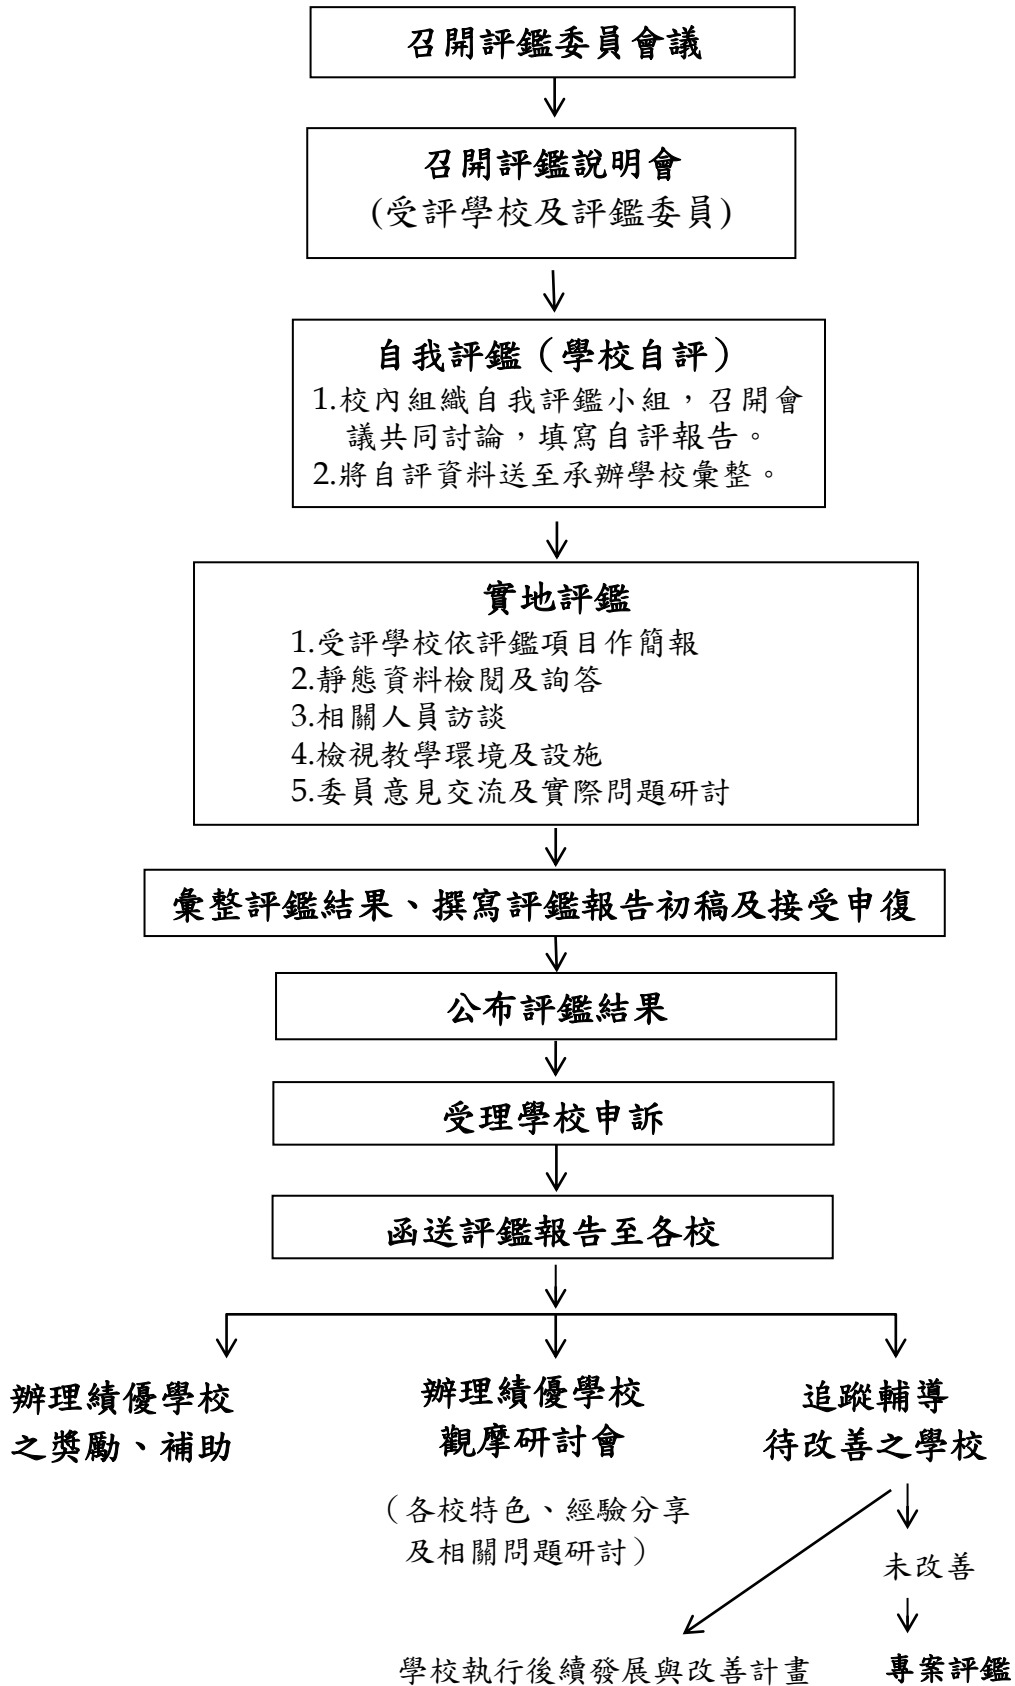 召開評鑑委員會議
召開評鑑說明會
(受評學校及評鑑委員)
自我評鑑（學校自評）
1.校內組織自我評鑑小組，召開會
議共同討論，填寫自評報告。
2.將自評資料送至承辦學校彙整。
實地評鑑
1.受評學校依評鑑項目作簡報
2.靜態資料檢閱及詢答
3.相關人員訪談
4.檢視教學環境及設施
5.委員意見交流及實際問題研討
彙整評鑑結果、撰寫評鑑報告初稿及接受申復
公布評鑑結果
受理學校申訴
函送評鑑報告至各校
辦理績優學校
之獎勵、補助
辦理績優學校
觀摩研討會
（各校特色、經驗分享
及相關問題研討）
追蹤輔導
待改善之學校
未改善
學校執行後續發展與改善計畫
專案評鑑